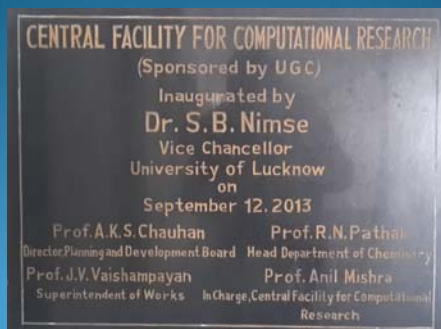 CENTRAL FACILITY FOR COMPUTATIONAL RESEARCH
(Sponsored by UGC)
Inaugurated by
Dr. S.B. Nimse
Vice Chancellor
University of Lucknow
on
September 12, 2013
Prof. A.K.S. Chauhan Prof. R.N. Pathak
Director, Planning and Development Board Head Department of Chemistry
Prof. J.V. Vaishampayan Prof. Anil Mishra
Superintendent of Works In Charge, Central Facility for Computational
Research